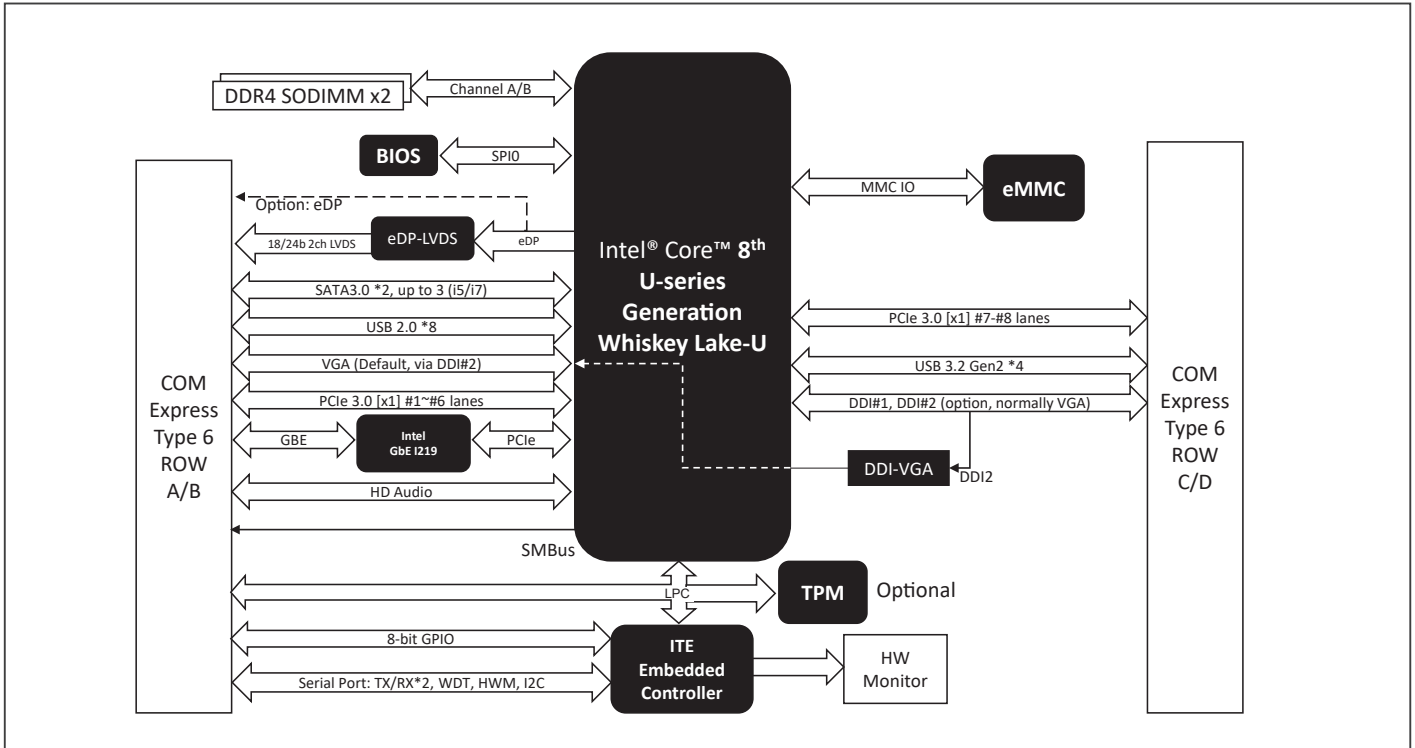 DDR4 SODIMM x2
Channel A/B
BIOS
SPI0
MMC IO
eMMC
Option: eDP
18/24b 2ch LVDS
eDP-LVDS
eDP
Intel® Core™ 8th
U-series
Generation
Whiskey Lake-U
SATA3.0 *2, up to 3 (i5/i7)
USB 2.0 *8
VGA (Default, via DDI#2)
PCIe 3.0 [x1] #1~#6 lanes
GBE
Intel
GbE I219
PCIe
HD Audio
SMBus
COM
Express
Type 6
ROW
A/B
PCIe 3.0 [x1] #7-#8 lanes
USB 3.2 Gen2 *4
DDI#1, DDI#2 (option, normally VGA)
DDI-VGA
DDI2
COM
Express
Type 6
ROW
C/D
LPC
TPM
Optional
8-bit GPIO
Serial Port: TX/RX*2, WDT, HWM, I2C
ITE
Embedded
Controller
HW
Monitor